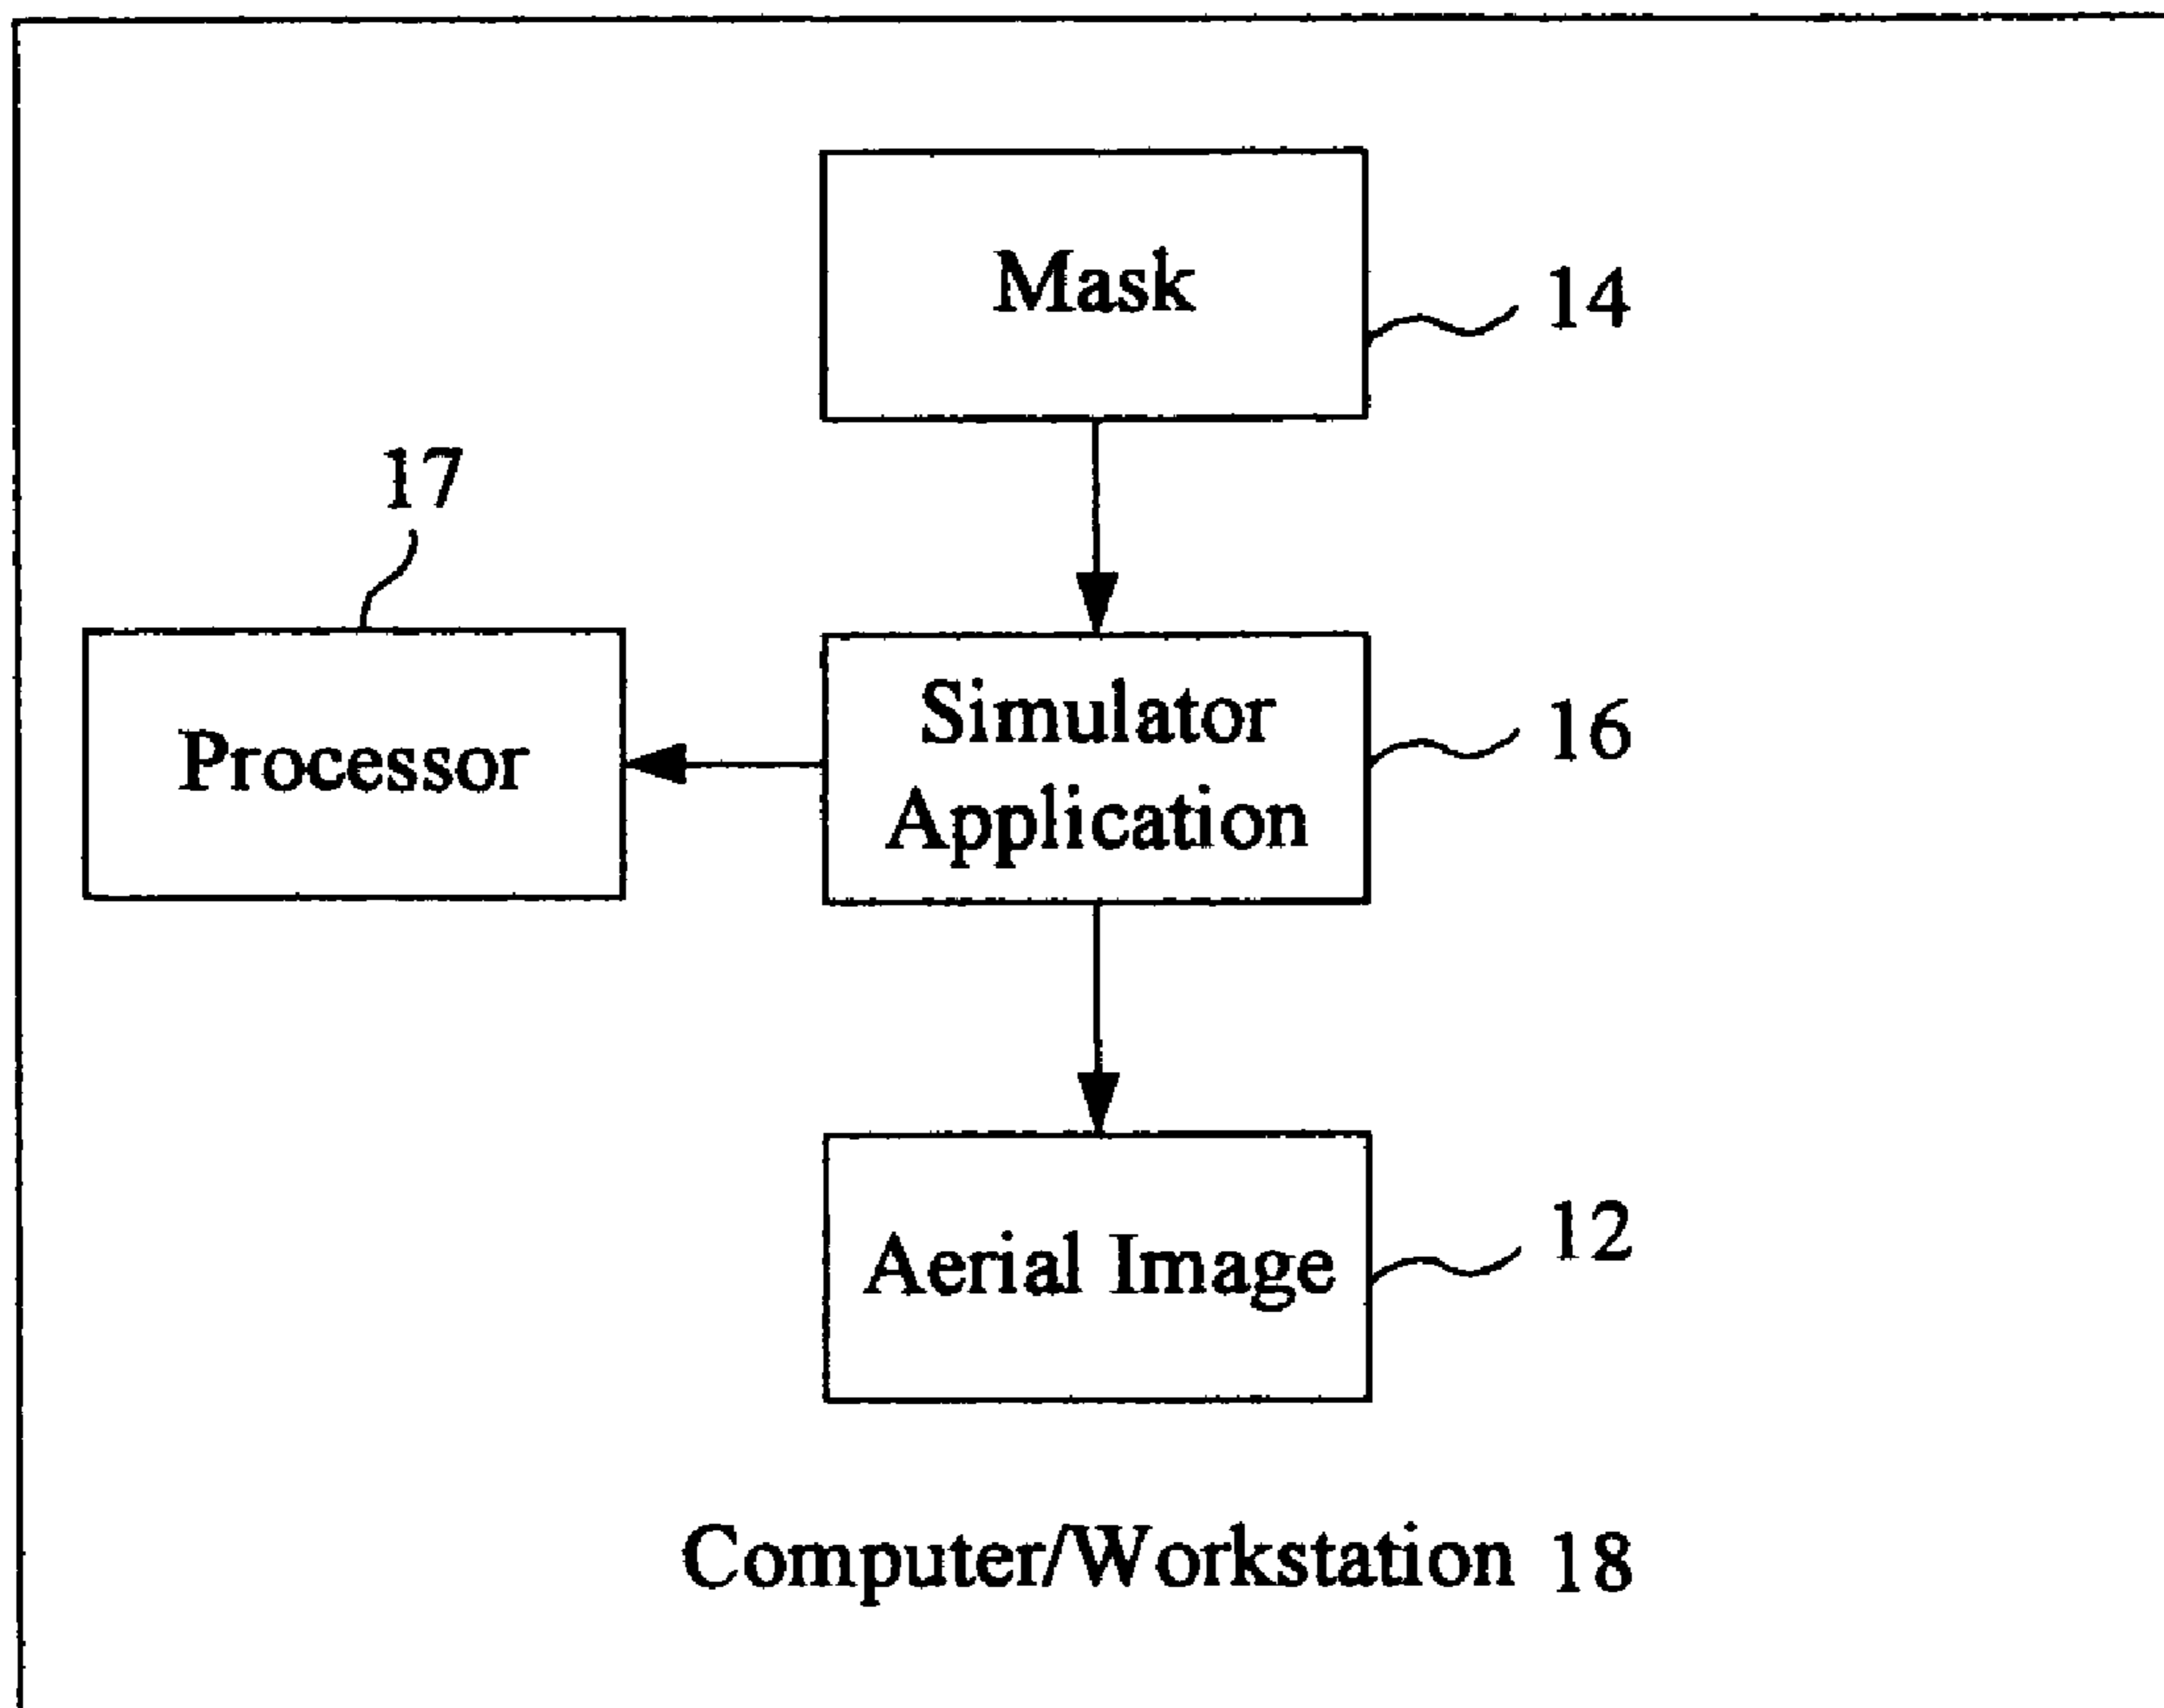 Mask
14
17
Simulator
Application
16
Processor
Aerial Image
12
Computer/Workstation 18